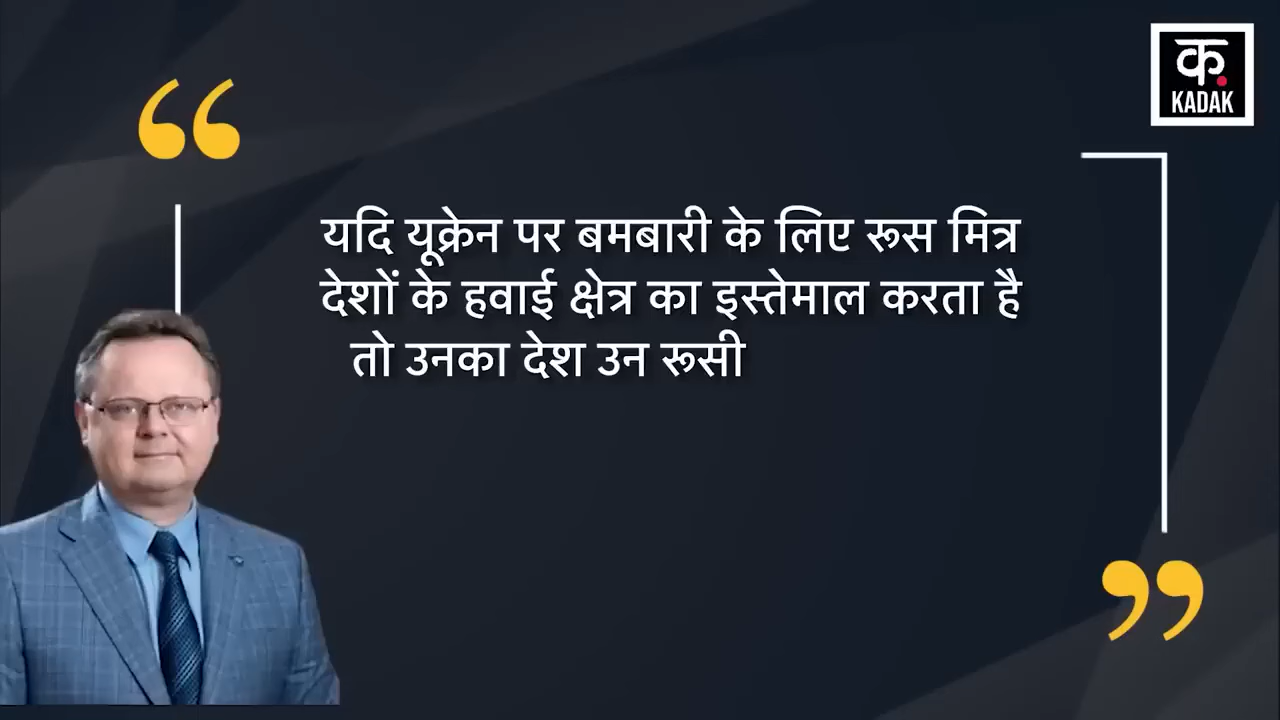 क.
KADAK
यदि यूक्रेन पर बमबारी के लिए रूस मित्र
देशों के हवाई क्षेत्र का इस्तेमाल करता है
तो उनका देश उन रूसी